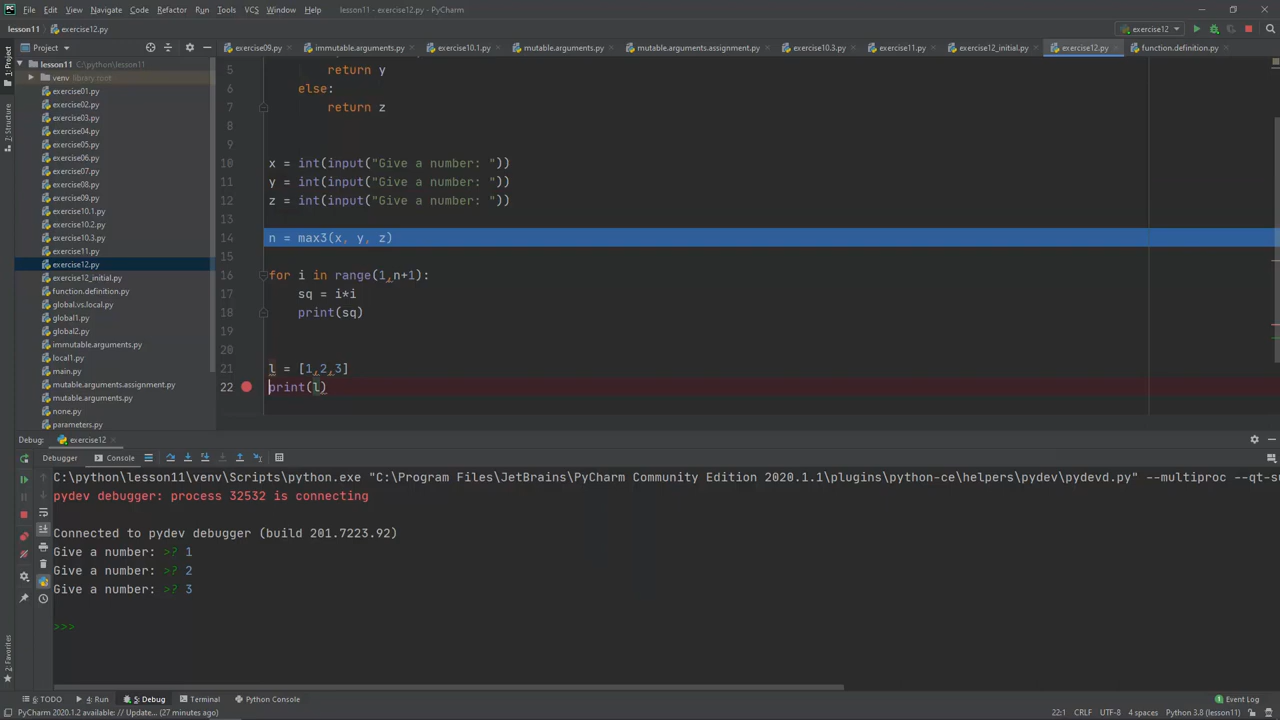 File Edit View Navigate Code Refactor Run Tools VCS Window Help lesson11 - exercise12.py - PyCharm
lesson11 exercise12.py exercise12
1: Project
Project
exercise09.py immutable.arguments.py exercise10.1.py mutable.arguments.py mutable.arguments.assignment.py exercise10.3.py exercise11.py exercise12_initial.py exercise12.py function.definition.py
lesson11 C:\python\lesson11
venv library root
exercise01.py
exercise02.py
exercise03.py
exercise04.py
exercise05.py
exercise06.py
exercise07.py
exercise08.py
exercise09.py
exercise10.1.py
exercise10.2.py
exercise10.3.py
exercise11.py
exercise12.py
exercise12_initial.py
function.definition.py
global.vs.local.py
global1.py
global2.py
immutable.arguments.py
local1.py
main.py
mutable.arguments.assignment.py
mutable.arguments.py
none.py
parameters.py
7: Structure
5 return y
6 else:
7 return z
8
9
10 x = int(input("Give a number: "))
11 y = int(input("Give a number: "))
12 z = int(input("Give a number: "))
13
14 n = max3(x, y, z)
15
16 for i in range(1,n+1):
17 sq = i*i
18 print(sq)
19
20
21 l = [1,2,3]
22 print(l)
Debug: exercise12
Debugger Console
C:\python\lesson11\venv\Scripts\python.exe "C:\Program Files\JetBrains\PyCharm Community Edition 2020.1.1\plugins\python-ce\helpers\pydev\pydevd.py" --multiproc --qt-su
pydev debugger: process 32532 is connecting
Connected to pydev debugger (build 201.7223.92)
Give a number: >? 1
Give a number: >? 2
Give a number: >? 3
>>>
2: Favorites
6: TODO 4: Run 5: Debug Terminal Python Console Event Log
PyCharm 2020.1.2 available: // Update... (27 minutes ago) 22:1 CRLF UTF-8 4 spaces Python 3.8 (lesson11)